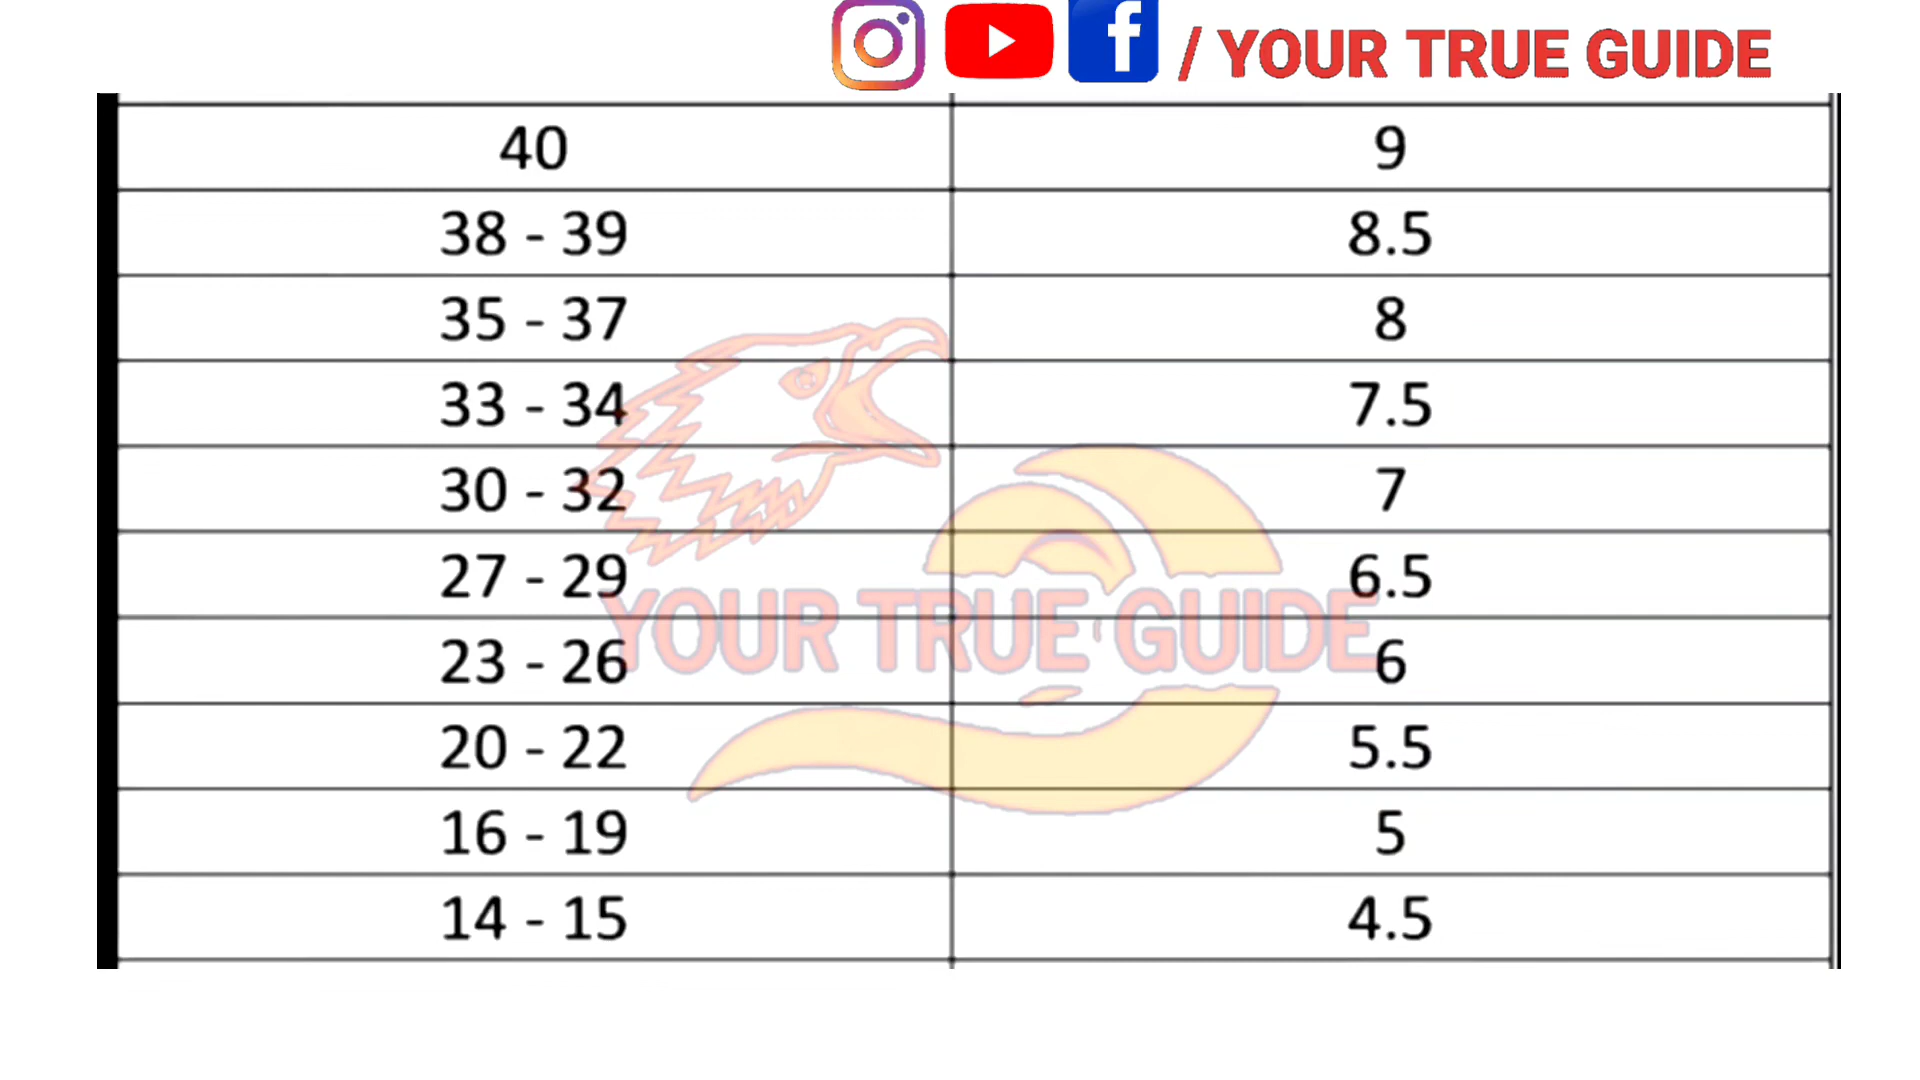 / YOUR TRUE GUIDE
40 9
38 - 39 8.5
35 - 37 8
33 - 34 7.5
30 - 32 7
27 - 29 6.5
YOUR TRUE GUIDE
23 - 26 6
20 - 22 5.5
16 - 19 5
14 - 15 4.5